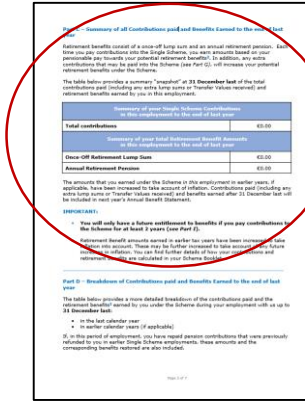 Part C – Summary of all Contributions paid and Benefits Earned to the end of last
year
Retirement benefits consist of a once-off lump sum and an annual retirement pension. Each
time you pay contributions into the Single Scheme, you earn amounts based on your
pensionable pay towards your potential retirement benefits. In addition, any extra
contributions that may be paid into the Scheme (see Part G), will increase your potential
retirement benefits under the Scheme.
The table below provides a summary "snapshot" at 31 December last of the total
contributions paid (including any extra lump sums or Transfer Values received) and
retirement benefits earned by you in this employment.
Summary of your Single Scheme Contributions
in this employment to the end of last year
Total contributions €0.00
Summary of your total Retirement Benefit Amounts
in this employment to the end of last year
Once-Off Retirement Lump Sum €0.00
Annual Retirement Pension €0.00
The amounts that you earned under the Scheme in this employment in earlier years, if
applicable, have been increased to take account of inflation. Contributions paid (including any
extra lump sums or Transfer Values received) and benefits earned after 31 December last will
be included in next year's Annual Benefit Statement.
IMPORTANT:
• You will only have a future entitlement to benefits if you pay contributions to
the Scheme for at least 2 years (see Part E).
Retirement Benefit amounts earned in earlier tax years have been increased to take
inflation into account. These may be further increased to take account of any future
increases in inflation. You can find further details of how your contributions and
retirement benefits are calculated in your Scheme Booklet.
Part D – Breakdown of Contributions paid and Benefits Earned to the end of last
year
The table below provides a more detailed breakdown of the contributions paid and the
retirement benefits earned by you under the Scheme during your employment with us up to
31 December last:
• in the last calendar year
• in earlier calendar years (if applicable)
If, in this period of employment, you have repaid pension contributions that were previously
refunded to you in earlier Single Scheme employments, these amounts and the
corresponding benefits restored are also included.